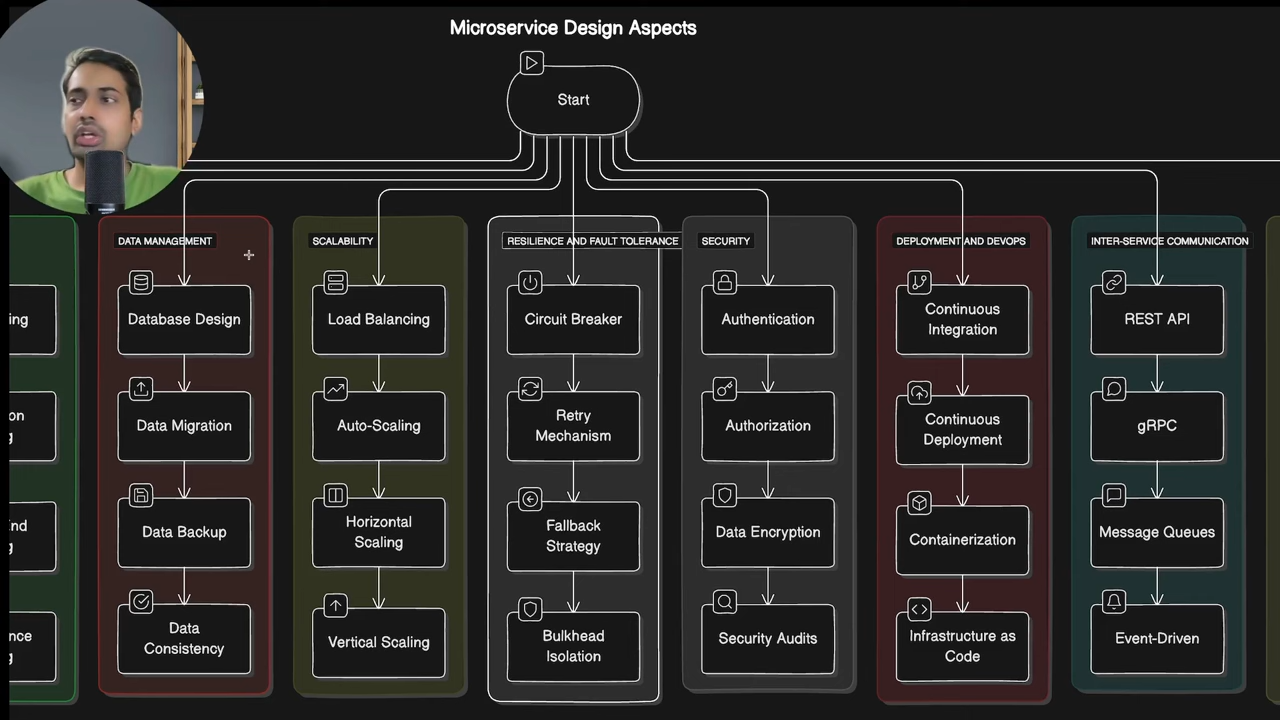 Microservice Design Aspects
Start
DATA MANAGEMENT
Database Design
Data Migration
Data Backup
Data
Consistency
SCALABILITY
Load Balancing
Auto-Scaling
Horizontal
Scaling
Vertical Scaling
RESILIENCE AND FAULT TOLERANCE
Circuit Breaker
Retry
Mechanism
Fallback
Strategy
Bulkhead
Isolation
SECURITY
Authentication
Authorization
Data Encryption
Security Audits
DEPLOYMENT AND DEVOPS
Continuous
Integration
Continuous
Deployment
Containerization
Infrastructure as
Code
INTER-SERVICE COMMUNICATION
REST API
gRPC
Message Queues
Event-Driven